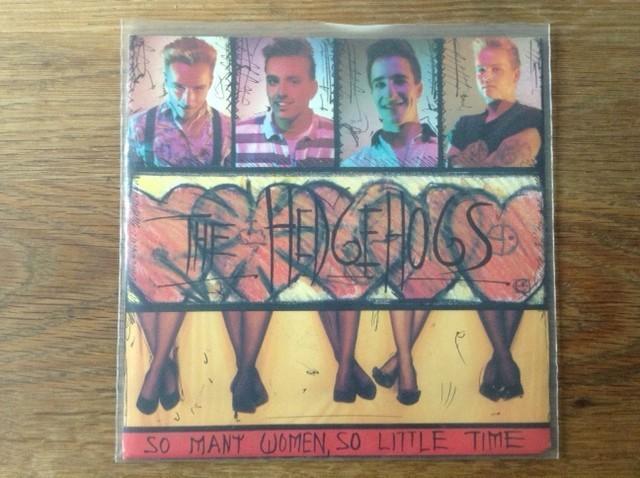 THE HEDGEHOGS
SO MANY WOMEN, SO LITTLE TIME